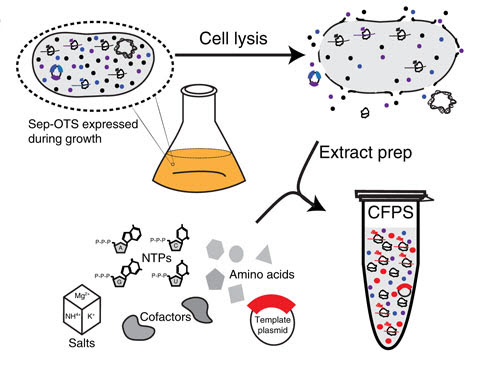 Cell lysis
Sep-OTS expressed
during growth
Extract prep
CFPS
P-P-P
A
P-P-P
C
NTPs
P-P-P
G
P-P-P
U
Amino acids
Mg²⁺
NH⁴⁺
K⁺
Salts
Cofactors
Template
plasmid